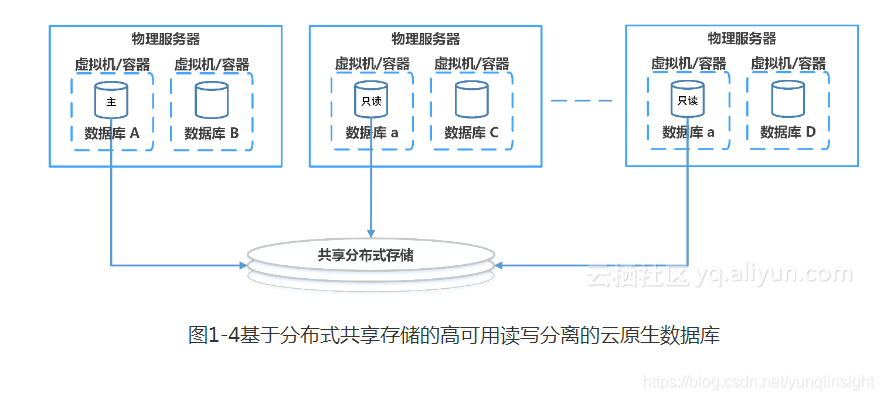 物理服务器
物理服务器
物理服务器
虚拟机/容器 虚拟机/容器
虚拟机/容器 虚拟机/容器
虚拟机/容器 虚拟机/容器
主
只读
只读
数据库 A 数据库 B
数据库 a 数据库 C
数据库 a 数据库 D
共享分布式存储
云栖社区 yq.aliyun.com
图1-4基于分布式共享存储的高可用读写分离的云原生数据库
https://blog.csdn.net/yunqiinsight